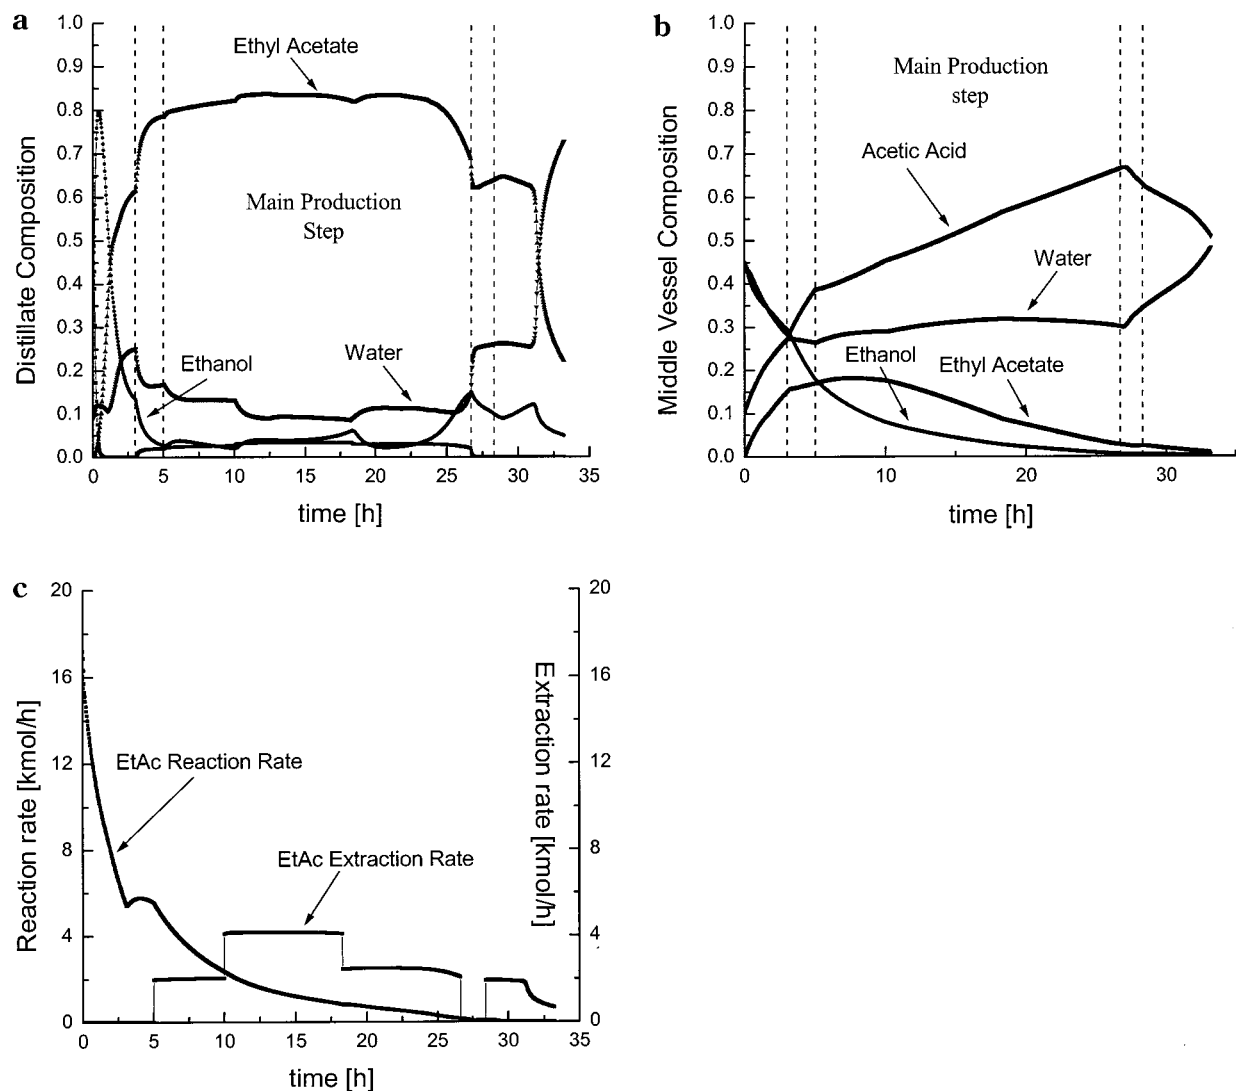 a
1.0
0.9
0.8
0.7
0.6
0.5
0.4
0.3
0.2
0.1
0.0
Distillate Composition
Ethyl Acetate
Main Production
Step
Ethanol
Water
0 5 10 15 20 25 30 35
time [h]
b
1.0
0.9
0.8
0.7
0.6
0.5
0.4
0.3
0.2
0.1
0.0
Middle Vessel Composition
Main Production
step
Acetic Acid
Water
Ethanol
Ethyl Acetate
0 10 20 30
time [h]
c
20
16
12
8
4
0
Reaction rate [kmol/h]
EtAc Reaction Rate
EtAc Extraction Rate
20
16
12
8
4
0
Extraction rate [kmol/h]
0 5 10 15 20 25 30 35
time [h]